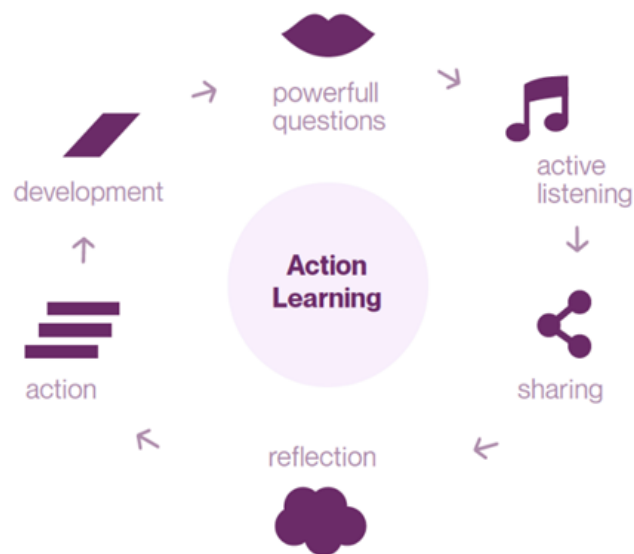 powerfull
questions
active
listening
sharing
reflection
action
development
Action
Learning